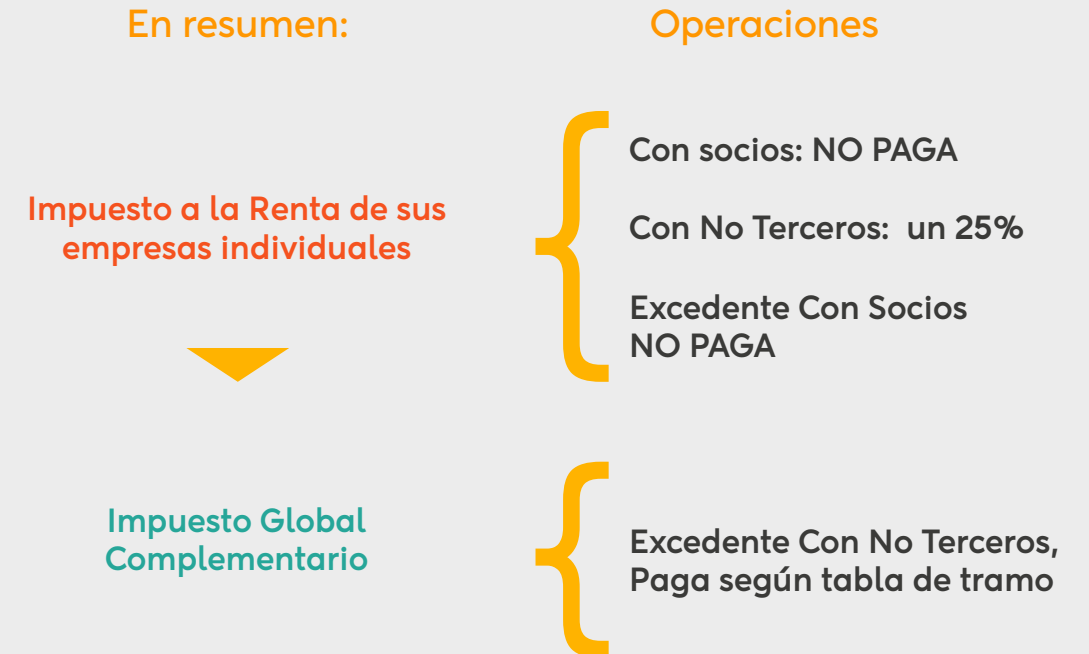 En resumen:
Operaciones
Impuesto a la Renta de sus
empresas individuales
Con socios: NO PAGA
Con No Terceros: un 25%
Excedente Con Socios
NO PAGA
Impuesto Global
Complementario
Excedente Con No Terceros,
Paga según tabla de tramo